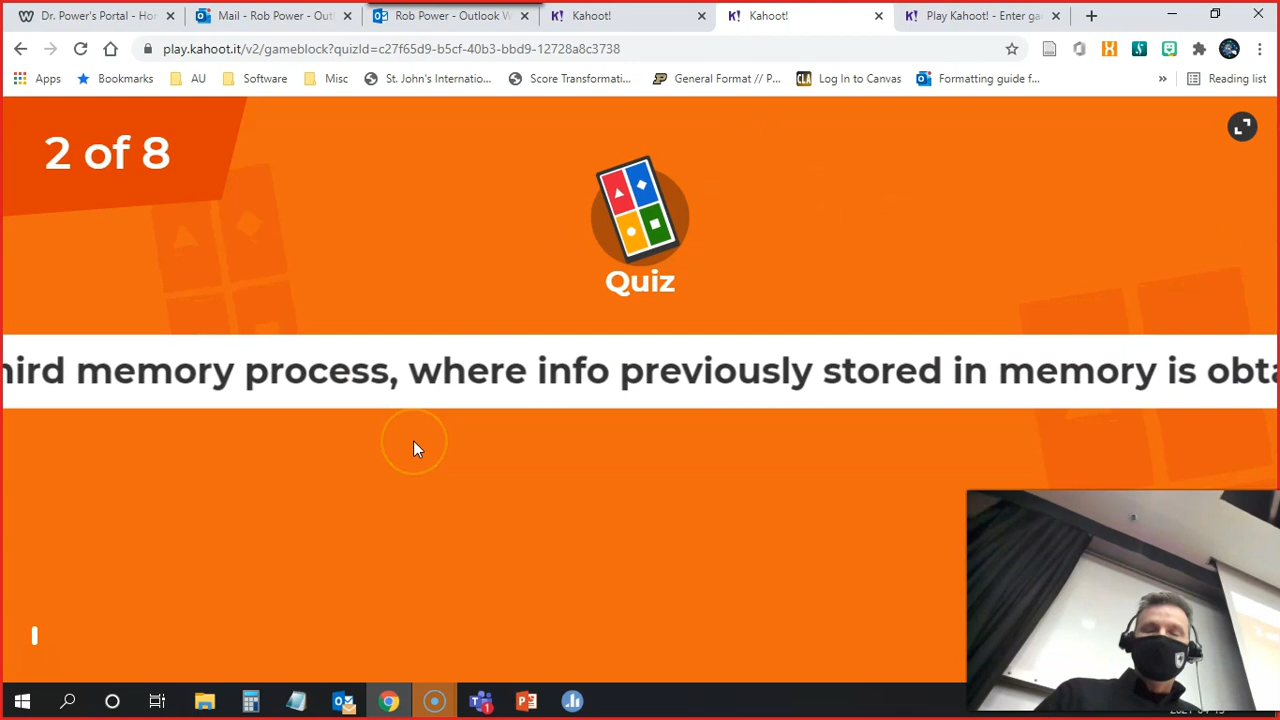 Dr. Power's Portal - Ho
Mail - Rob Power - Out
Rob Power - Outlook W
Kahoot!
Kahoot!
Play Kahoot! - Enter ga
play.kahoot.it/v2/gameblock?quizId=c27f65d9-b5cf-40b3-bbd9-12728a8c3738
Apps
Bookmarks
AU
Software
Misc
St. John's Internatio...
Score Transformati...
General Format // P...
Log In to Canvas
Formatting guide f...
»
Reading list
2 of 8
Quiz
hird memory process, where info previously stored in memory is obta